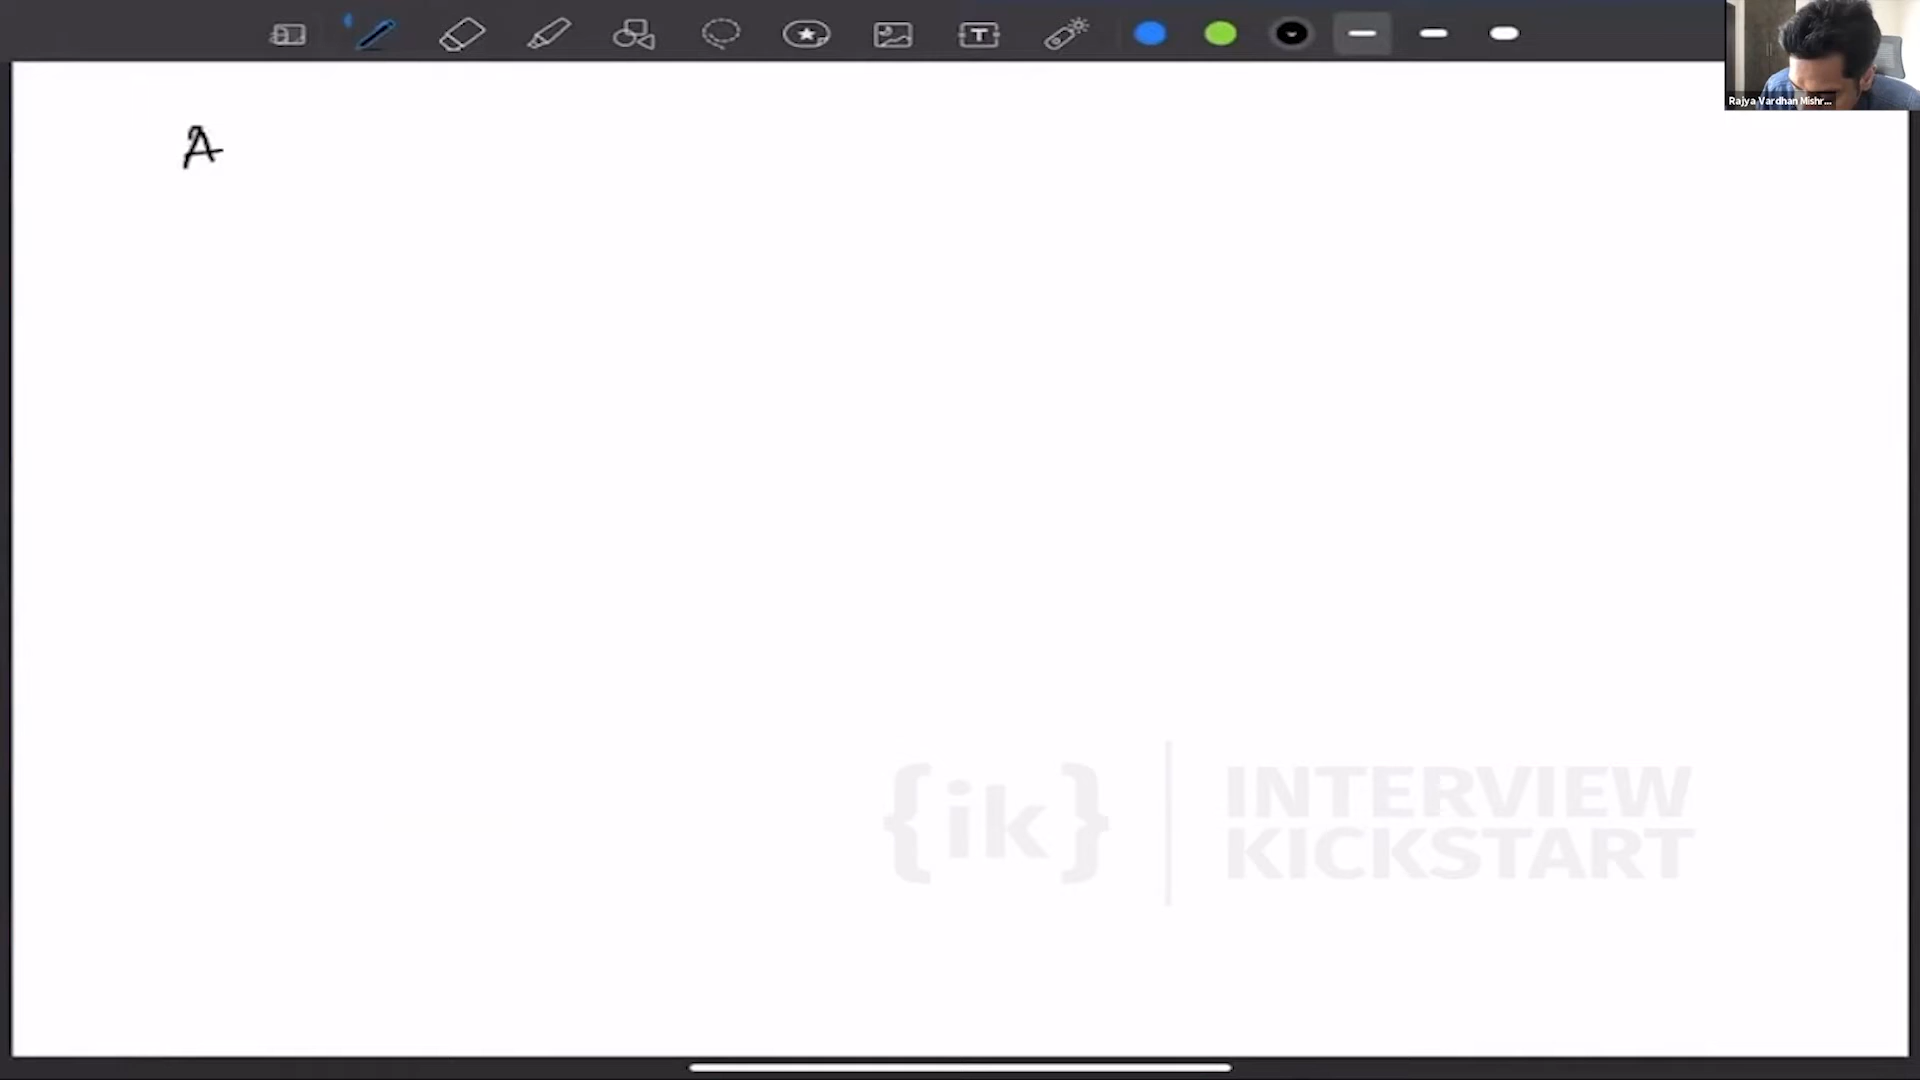 T
Rajya Vardhan Mishr...
A
{ik}
INTERVIEW
KICKSTART